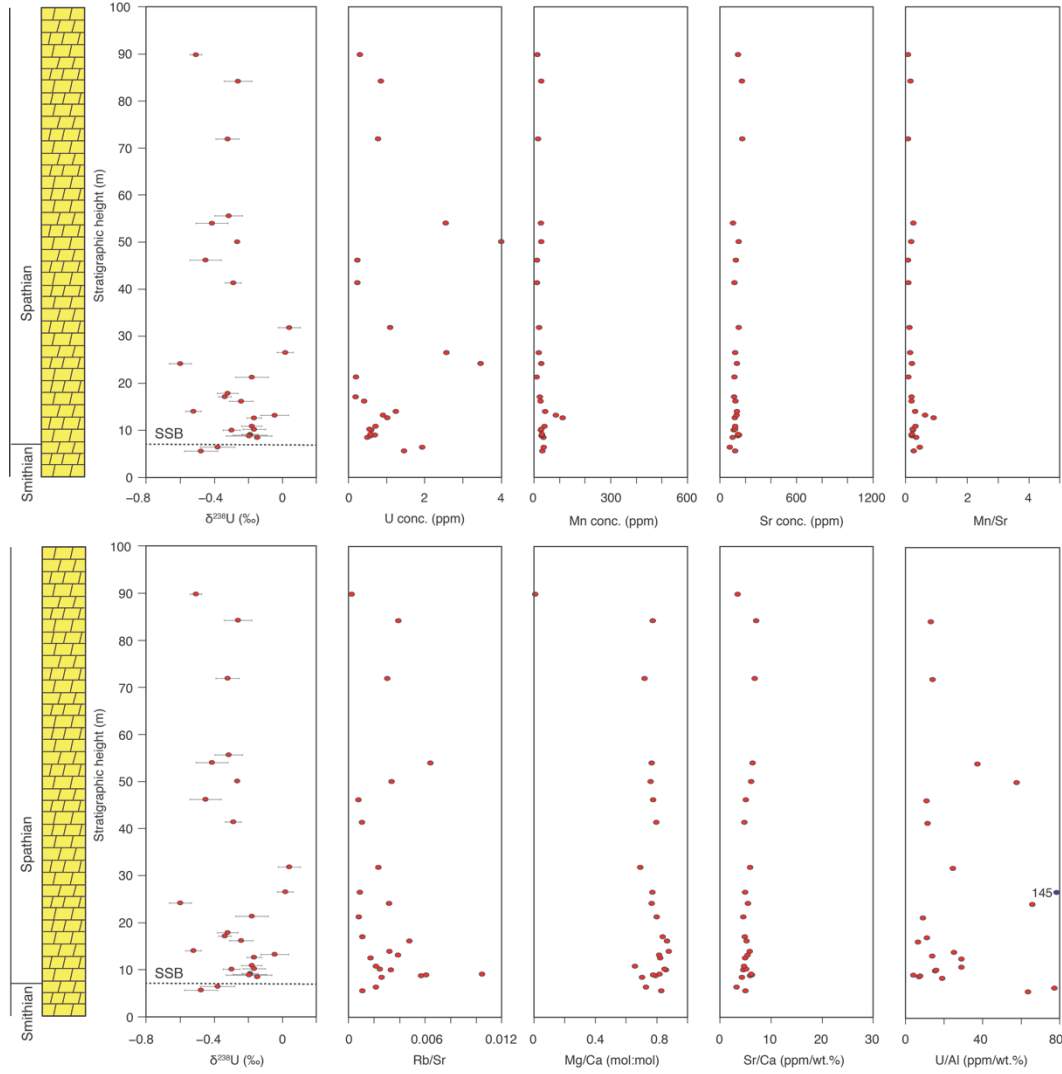 100
90
80
70
60
50
40
30
20
10
0
Stratigraphic height (m)
Spathian
Smithian
SSB
−0.8 −0.4 0
δ²³⁸U (‰)
0 2 4
U conc. (ppm)
0 300 600
Mn conc. (ppm)
0 600 1200
Sr conc. (ppm)
0 2 4
Mn/Sr
100
90
80
70
60
50
40
30
20
10
0
Stratigraphic height (m)
Spathian
Smithian
SSB
145
−0.8 −0.4 0
δ²³⁸U (‰)
0 0.006 0.012
Rb/Sr
0 0.4 0.8
Mg/Ca (mol:mol)
0 10 20 30
Sr/Ca (ppm/wt.%)
0 40 80
U/Al (ppm/wt.%)